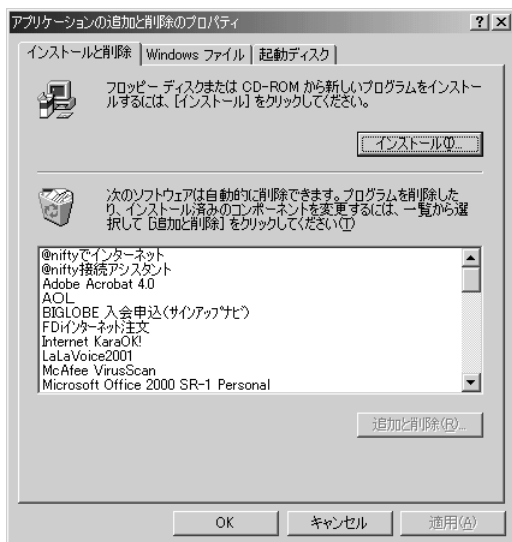 アプリケーションの追加と削除のプロパティ
? ×
インストールと削除 Windows ファイル 起動ディスク
フロッピー ディスクまたは CD-ROM から新しいプログラムをインストー
ルするには、[インストール] をクリックしてください。
インストール(I)...
次のソフトウェアは自動的に削除できます。プログラムを削除した
り、インストール済みのコンポーネントを変更するには、一覧から選
択して [追加と削除] をクリックしてください(T)
@niftyでインターネット
@nifty接続アシスタント
Adobe Acrobat 4.0
AOL
BIGLOBE 入会申込(サインアップナビ)
FDiインターネット注文
Internet KaraOK!
LaLaVoice2001
McAfee VirusScan
Microsoft Office 2000 SR-1 Personal
追加と削除(R)...
OK キャンセル 適用(A)